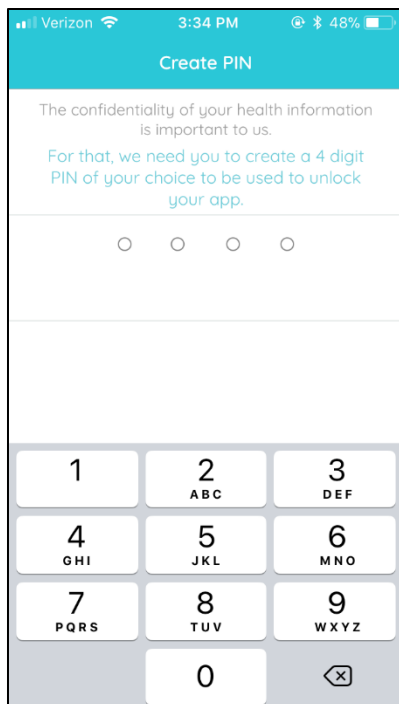 Verizon 3:34 PM 48%
Create PIN
The confidentiality of your health information
is important to us.
For that, we need you to create a 4 digit
PIN of your choice to be used to unlock
your app.
1 2 3
ABC DEF
4 5 6
GHI JKL MNO
7 8 9
PQRS TUV WXYZ
0